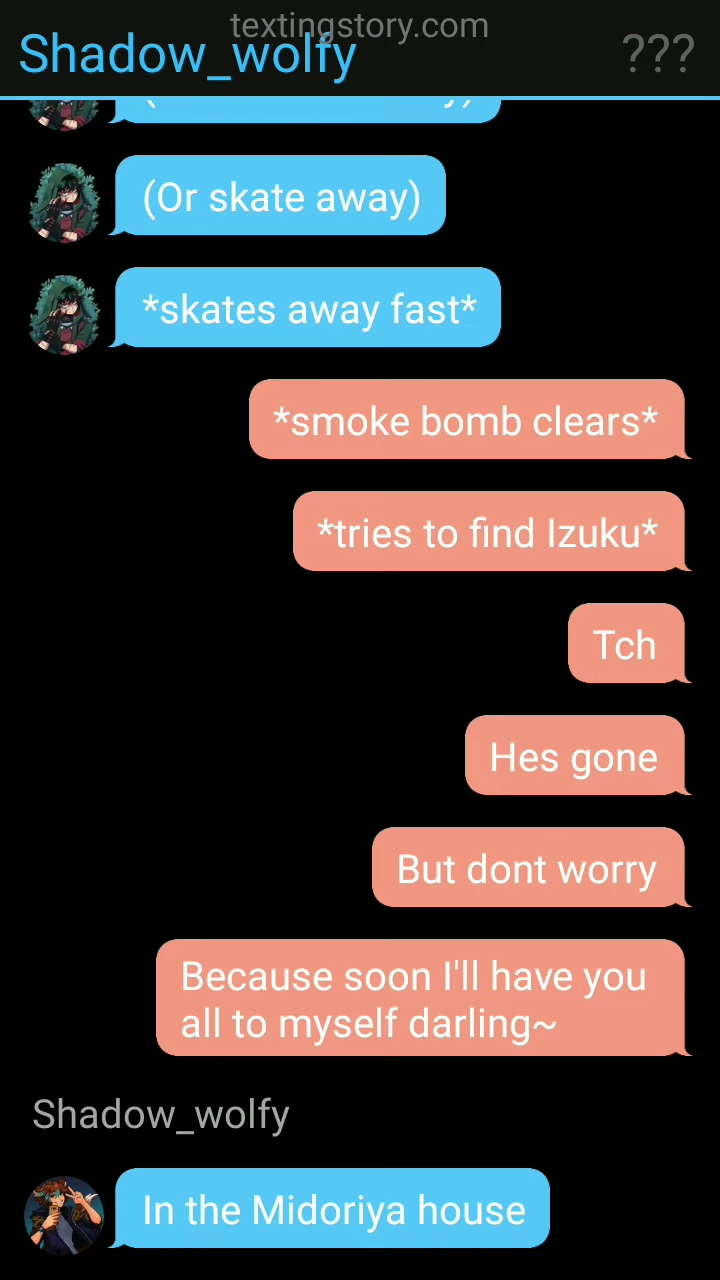 textingstory.com
Shadow_wolfy
???
(Or skate away)
*skates away fast*
*smoke bomb clears*
*tries to find Izuku*
Tch
Hes gone
But dont worry
Because soon I'll have you
all to myself darling~
Shadow_wolfy
In the Midoriya house